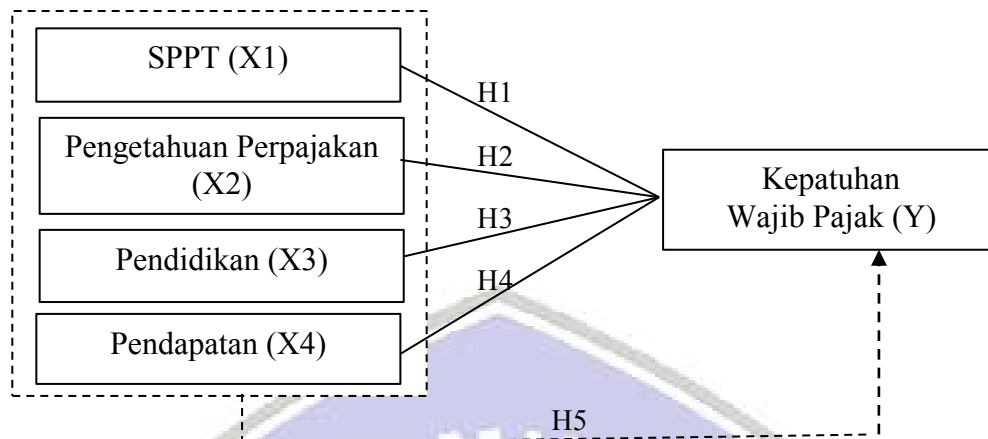 SPPT (X1)
H1
Pengetahuan Perpajakan
(X2)
H2
Kepatuhan
Wajib Pajak (Y)
H3
Pendidikan (X3)
H4
Pendapatan (X4)
H5